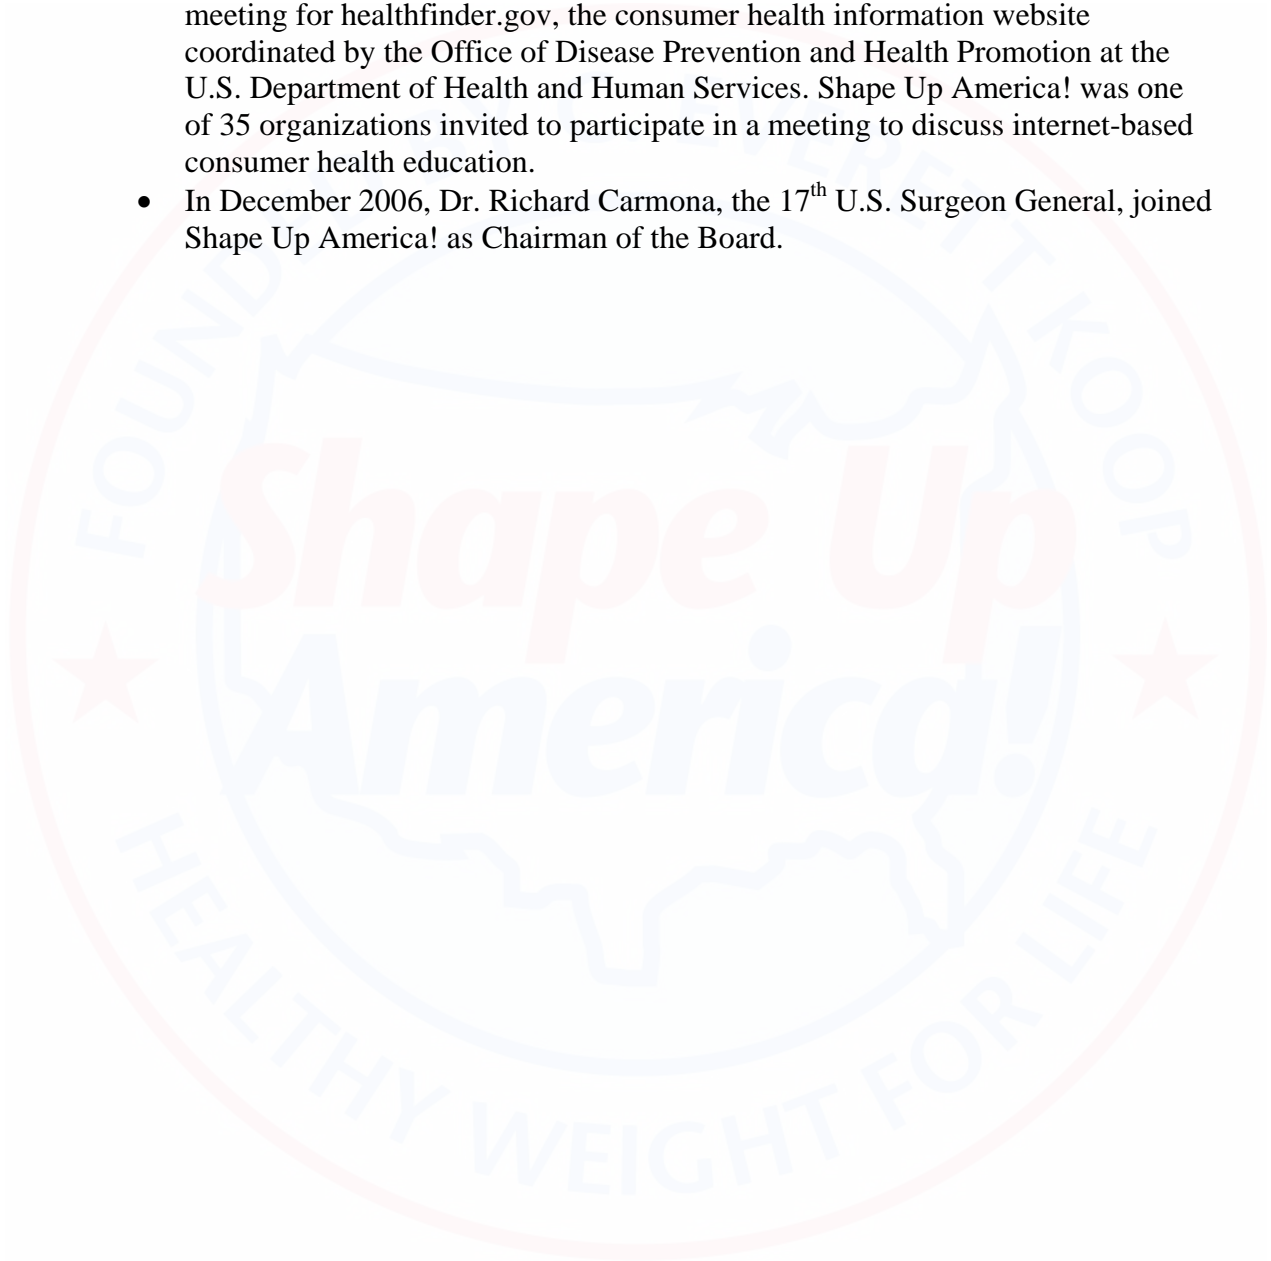 meeting for healthfinder.gov, the consumer health information website
coordinated by the Office of Disease Prevention and Health Promotion at the
U.S. Department of Health and Human Services. Shape Up America! was one
of 35 organizations invited to participate in a meeting to discuss internet-based
consumer health education.
• In December 2006, Dr. Richard Carmona, the 17th U.S. Surgeon General, joined
Shape Up America! as Chairman of the Board.
EVERETT KOOP
Shape Up
America!
HEALTHY WEIGHT FOR LIFE